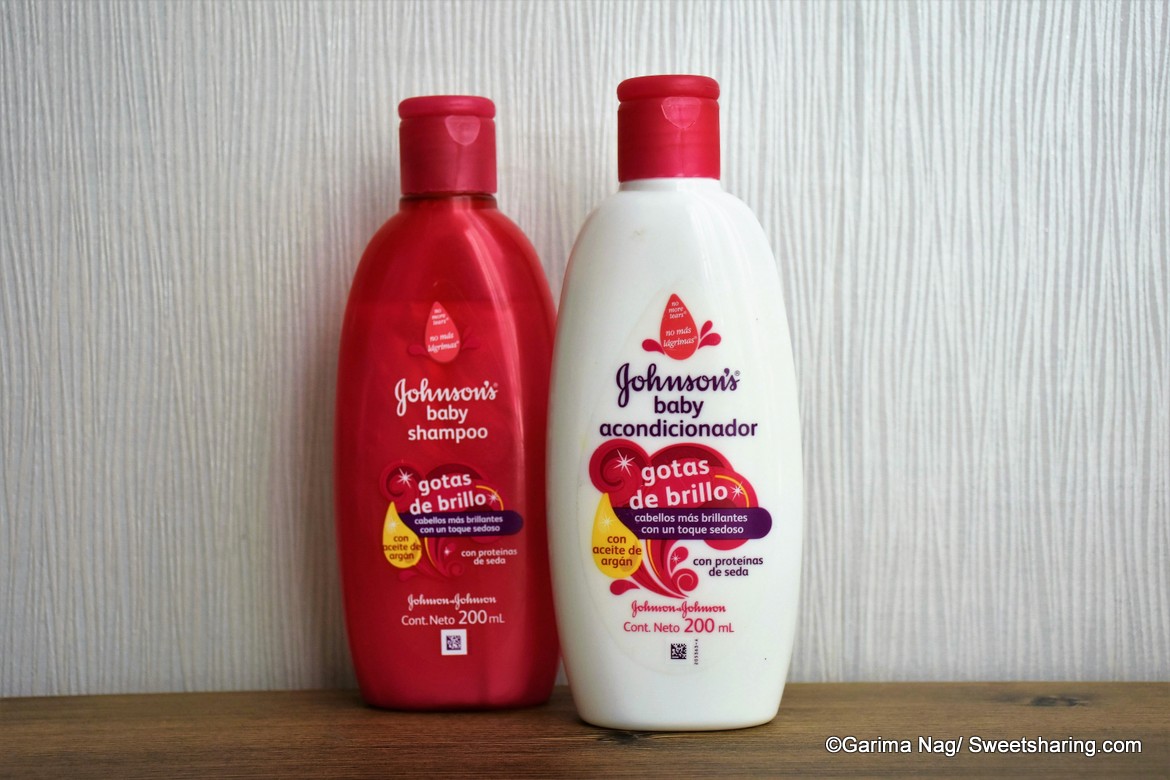 no
more
tears®
no más
lágrimas®
Johnson's®
baby
shampoo
gotas
de brillo
cabellos más brillantes
con un toque sedoso
con
aceite de
argán
con proteínas
de seda
Johnson & Johnson
Cont. Neto 200 mL
no
more
tears®
no más
lágrimas®
Johnson's®
baby
acondicionador
gotas
de brillo
cabellos más brillantes
con un toque sedoso
con
aceite de
argán
con proteínas
de seda
Johnson & Johnson
Cont. Neto 200 mL
©Garima Nag/ Sweetsharing.com